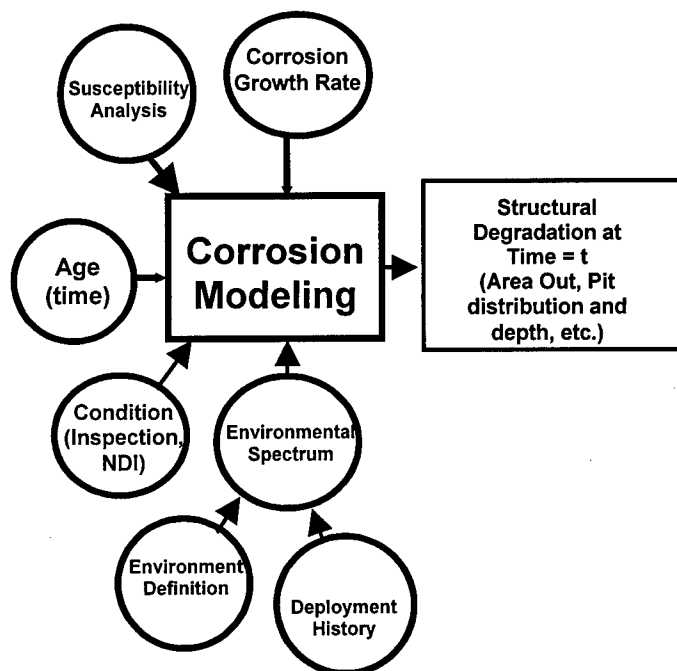 Susceptibility
Analysis
Corrosion
Growth Rate
Age
(time)
Corrosion
Modeling
Structural
Degradation at
Time = t
(Area Out, Pit
distribution and
depth, etc.)
Condition
(Inspection,
NDI)
Environmental
Spectrum
Environment
Definition
Deployment
History